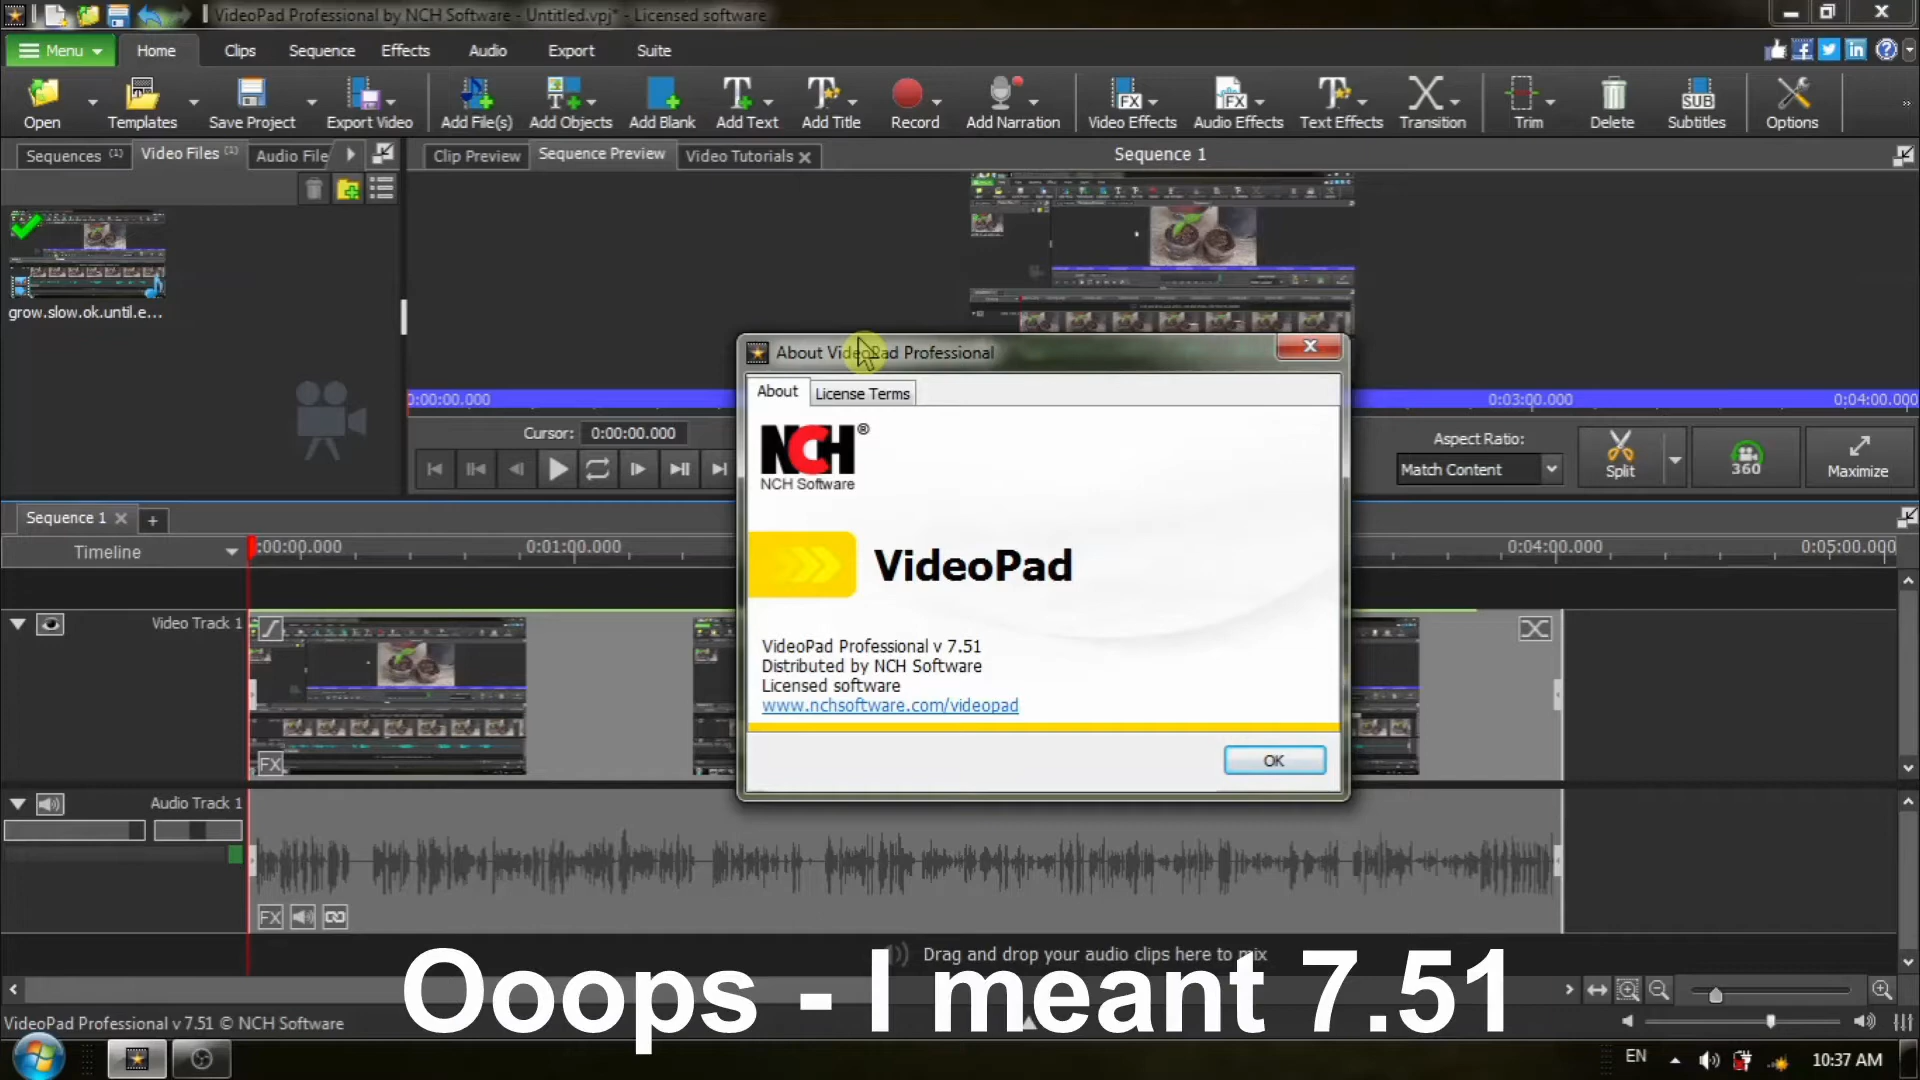 VideoPad Professional by NCH Software - Untitled.vpj* - Licensed software
Menu Home Clips Sequence Effects Audio Export Suite
Open Templates Save Project Export Video Add File(s) Add Objects Add Blank Add Text Add Title Record Add Narration Video Effects Audio Effects Text Effects Transition Trim Delete Subtitles Options
FX FX SUB
Sequences (1) Video Files (1) Audio File Clip Preview Sequence Preview Video Tutorials Sequence 1
grow.slow.ok.until.e...
About VideoPad Professional
About License Terms
0:00:00.000 0:03:00.000 0:04:00.000
NCH®
NCH Software
Cursor: 0:00:00.000
Aspect Ratio:
Match Content
Split 360 Maximize
Sequence 1
Timeline :00:00.000 0:01:00.000 0:04:00.000 0:05:00.000
VideoPad
Video Track 1
VideoPad Professional v 7.51
Distributed by NCH Software
Licensed software
www.nchsoftware.com/videopad
FX
OK
Audio Track 1
FX
Drag and drop your audio clips here to mix
Ooops - I meant 7.51
VideoPad Professional v 7.51 © NCH Software
EN 10:37 AM